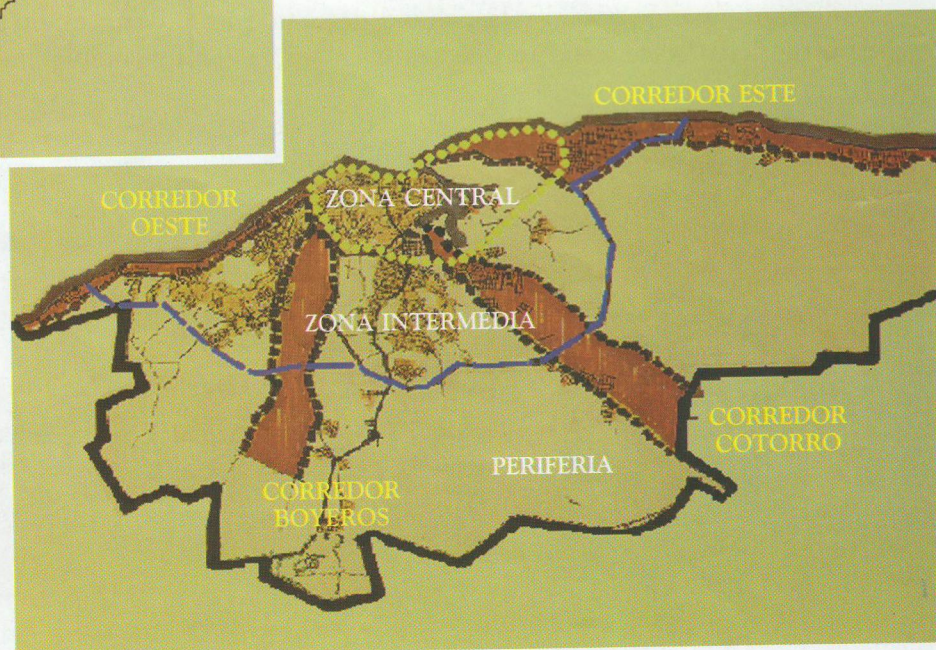 CORREDOR ESTE
CORREDOR
OESTE
ZONA CENTRAL
ZONA INTERMEDIA
CORREDOR
COTORRO
PERIFERIA
CORREDOR
BOYEROS